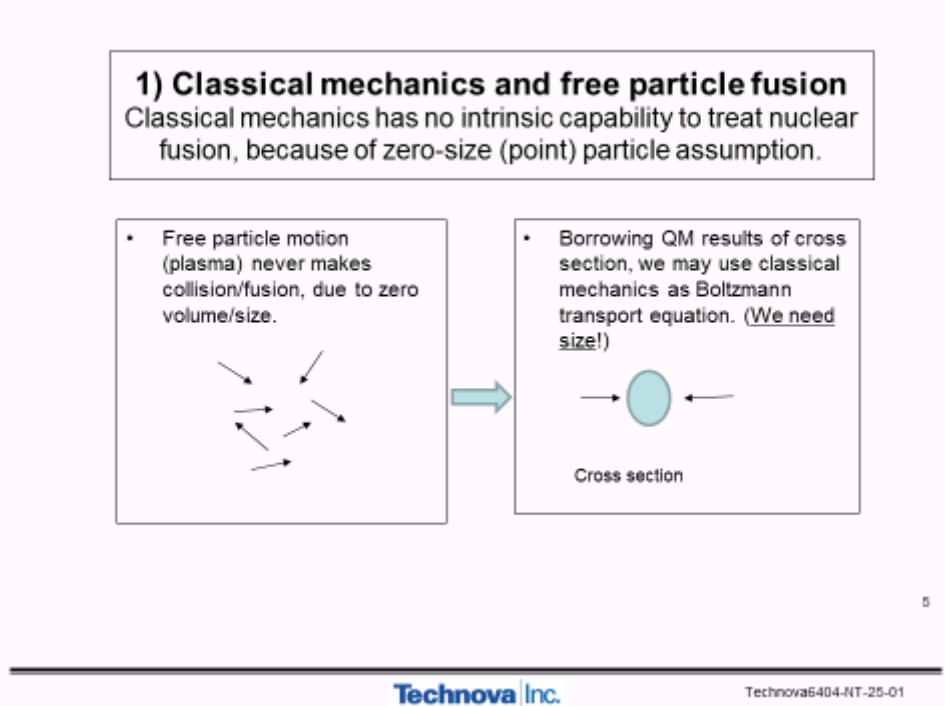 1) Classical mechanics and free particle fusion
Classical mechanics has no intrinsic capability to treat nuclear
fusion, because of zero-size (point) particle assumption.
• Free particle motion
(plasma) never makes
collision/fusion, due to zero
volume/size.
• Borrowing QM results of cross
section, we may use classical
mechanics as Boltzmann
transport equation. (We need
size!)
Cross section
5
Technova Inc.
Technova6404-NT-25-01